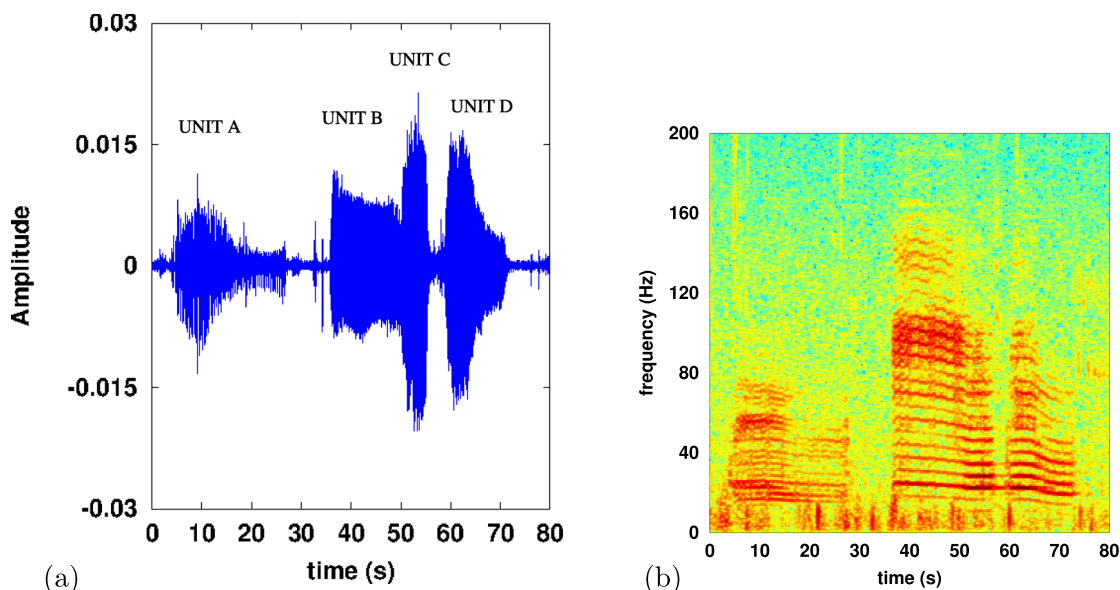 0.03
0.015
0
-0.015
-0.03
Amplitude
UNIT A
UNIT B
UNIT C
UNIT D
0 10 20 30 40 50 60 70 80
time (s)
(a)
200
160
120
80
40
0
frequency (Hz)
0 10 20 30 40 50 60 70 80
time (s)
(b)